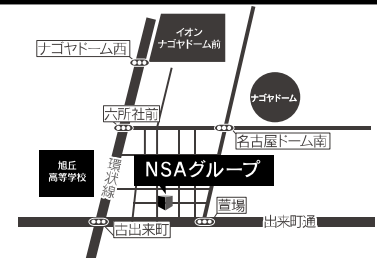 イオン
ナゴヤドーム前
ナゴヤドーム西
ナゴヤドーム
六所社前
名古屋ドーム南
旭丘
高等学校
環状線
NSAグループ
萱場
古出来町
出来町通